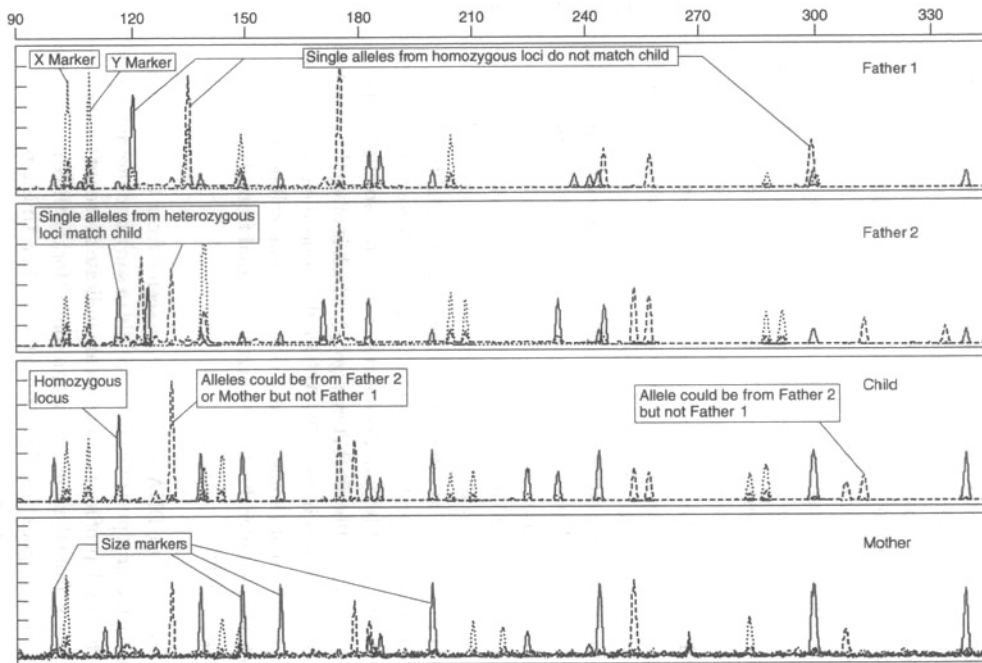 90 120 150 180 210 240 270 300 330
X Marker
Y Marker
Single alleles from homozygous loci do not match child
Father 1
Single alleles from heterozygous
loci match child
Father 2
Homozygous
locus
Alleles could be from Father 2
or Mother but not Father 1
Child
Allele could be from Father 2
but not Father 1
Size markers
Mother